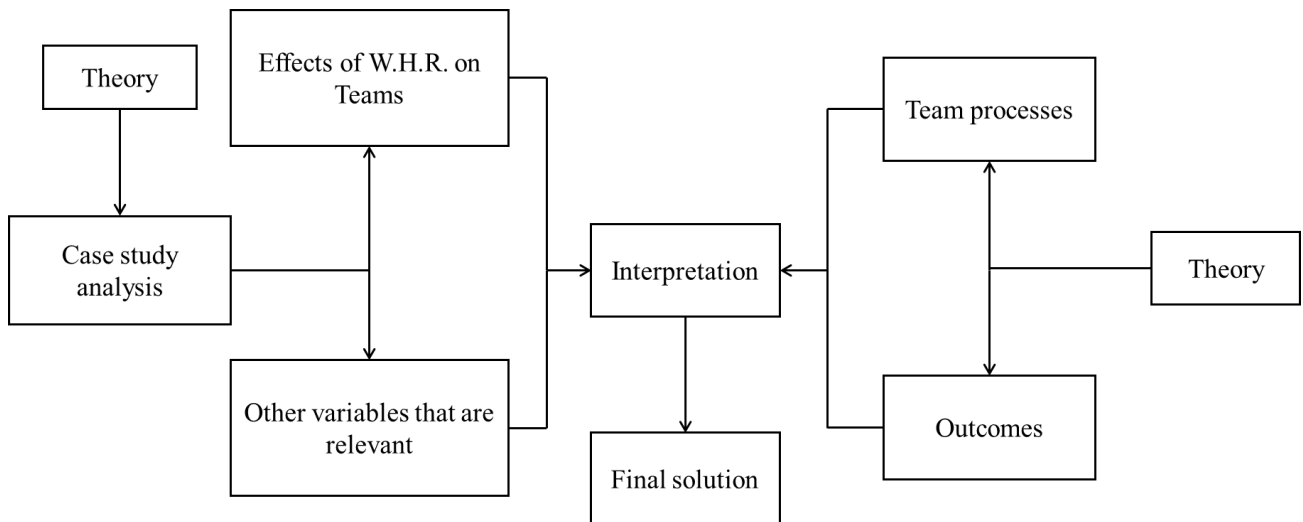 Theory
Effects of W.H.R. on
Teams
Case study
analysis
Other variables that are
relevant
Interpretation
Final solution
Team processes
Outcomes
Theory